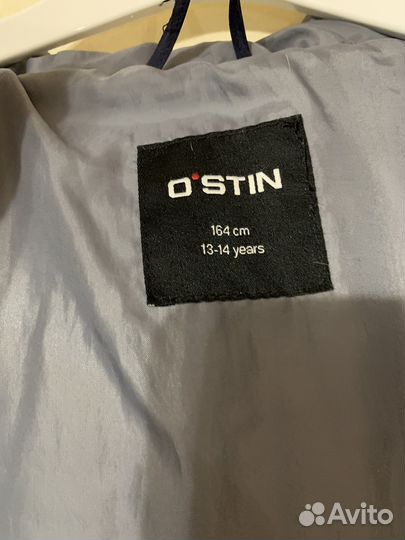 O'STIN
164 cm
13-14 years
Avito